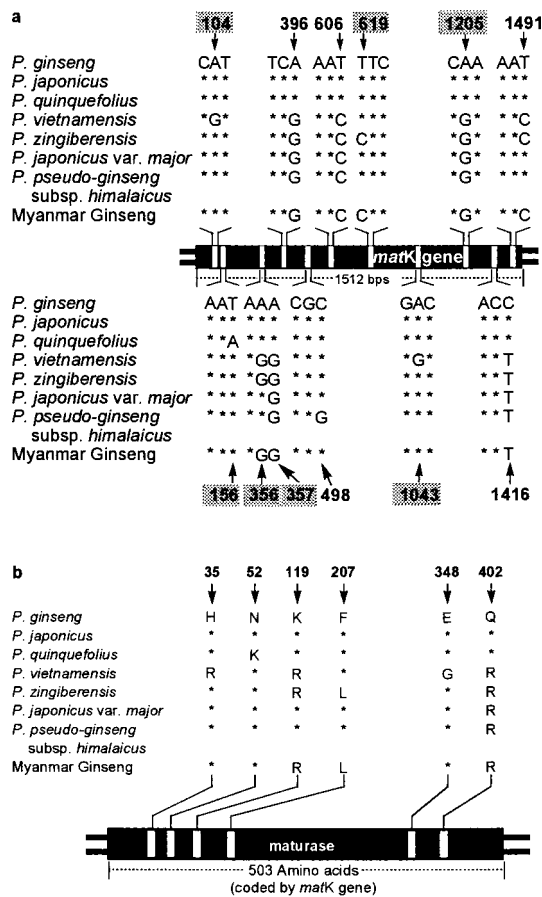 a
104 396 606 619 1205 1491
P. ginseng CAT TCA AAT TTC CAA AAT
P. japonicus *** *** *** *** *** ***
P. quinquefolius *** *** *** *** *** ***
P. vietnamensis *G* **G **C *** *G* **C
P. zingiberensis *** **G **C C** *G* **C
P. japonicus var. major *** **G **C *** *G* ***
P. pseudo-ginseng *** **G **C *** *G* ***
subsp. himalaicus
Myanmar Ginseng *** **G **C C** *G* **C
matK gene
1512 bps
P. ginseng AAT AAA CGC GAC ACC
P. japonicus *** *** *** *** ***
P. quinquefolius **A *** *** *** ***
P. vietnamensis *** *GG *** *G* **T
P. zingiberensis *** *GG *** *** **T
P. japonicus var. major *** **G *** *** **T
P. pseudo-ginseng *** **G **G *** **T
subsp. himalaicus
Myanmar Ginseng *** *GG *** *** **T
156 356 357 498 1043 1416
b
35 52 119 207 348 402
P. ginseng H N K F E Q
P. japonicus * * * * * *
P. quinquefolius * K * * * *
P. vietnamensis R * R * G R
P. zingiberensis * * R L * R
P. japonicus var. major * * * * * R
P. pseudo-ginseng * * * * * R
subsp. himalaicus
Myanmar Ginseng * * R L * R
maturase
503 Amino acids
(coded by matK gene)